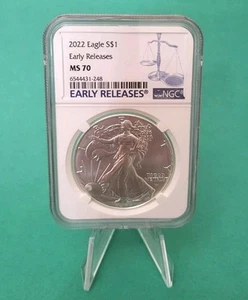 2022 Eagle S$1
Early Releases
MS 70
6544431-248
EARLY RELEASES®
NGC